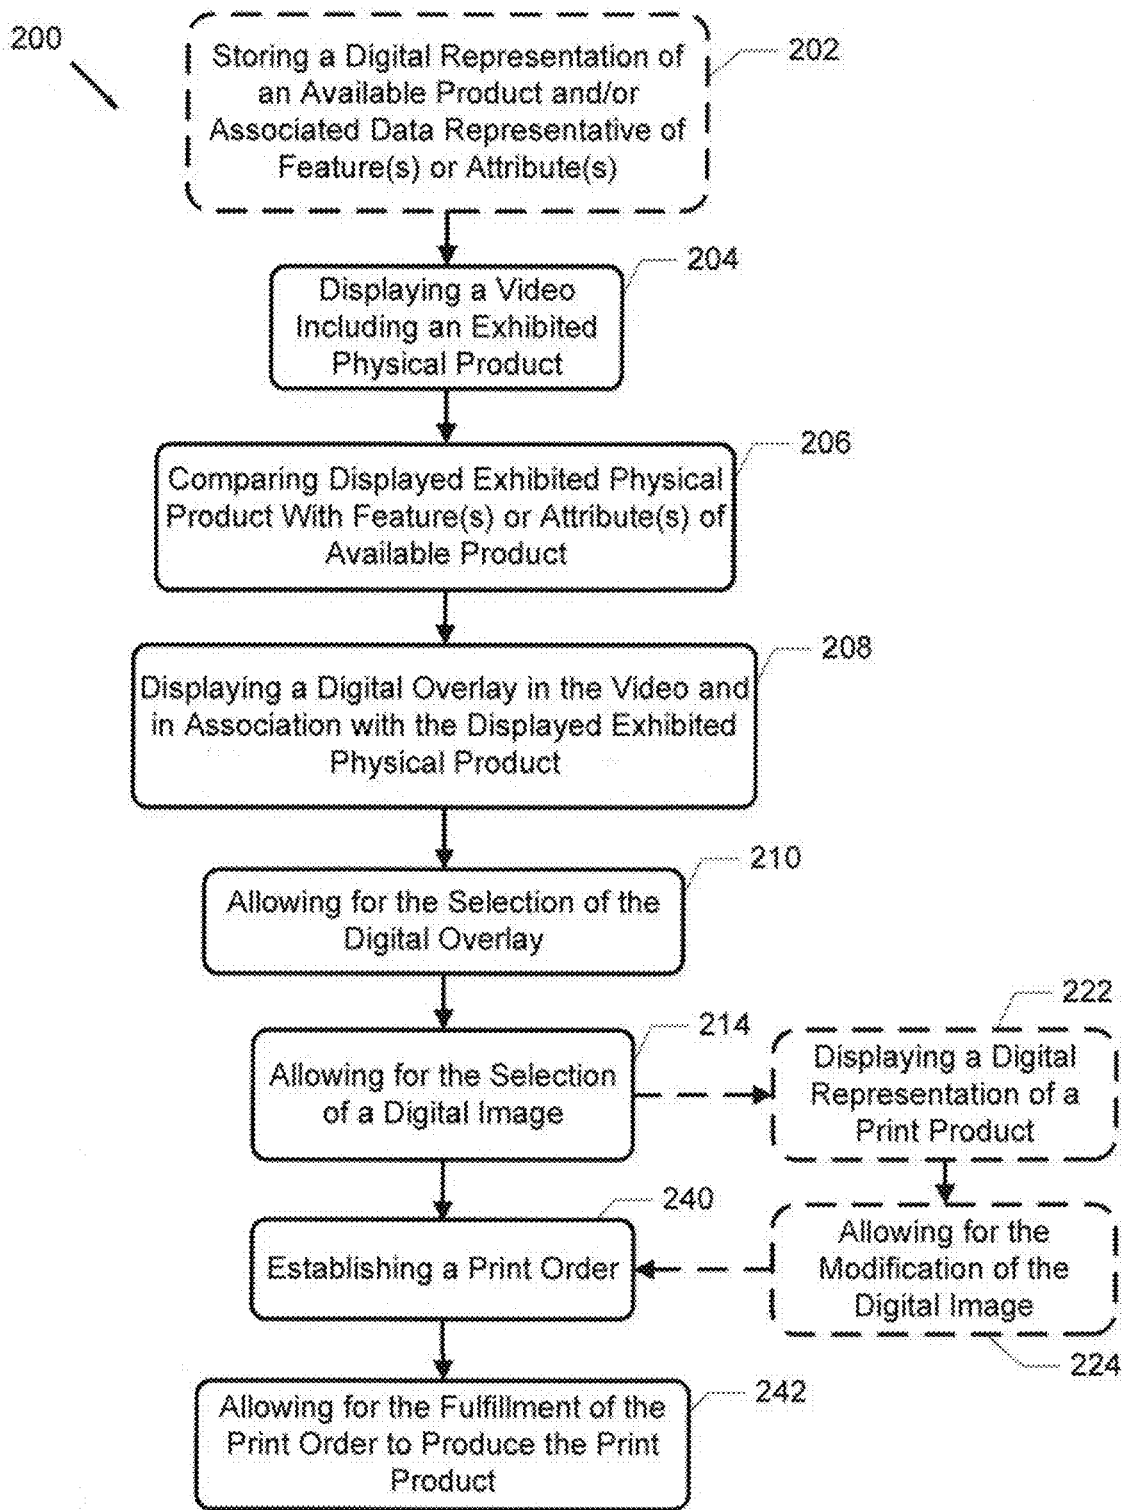 200
202
Storing a Digital Representation of
an Available Product and/or
Associated Data Representative of
Feature(s) or Attribute(s)
204
Displaying a Video
Including an Exhibited
Physical Product
206
Comparing Displayed Exhibited Physical
Product With Feature(s) or Attribute(s) of
Available Product
208
Displaying a Digital Overlay in the Video and
in Association with the Displayed Exhibited
Physical Product
210
Allowing for the Selection of the
Digital Overlay
214
Allowing for the Selection
of a Digital Image
222
Displaying a Digital
Representation of a
Print Product
240
Establishing a Print Order
Allowing for the
Modification of the
Digital Image
224
242
Allowing for the Fulfillment of the
Print Order to Produce the Print
Product